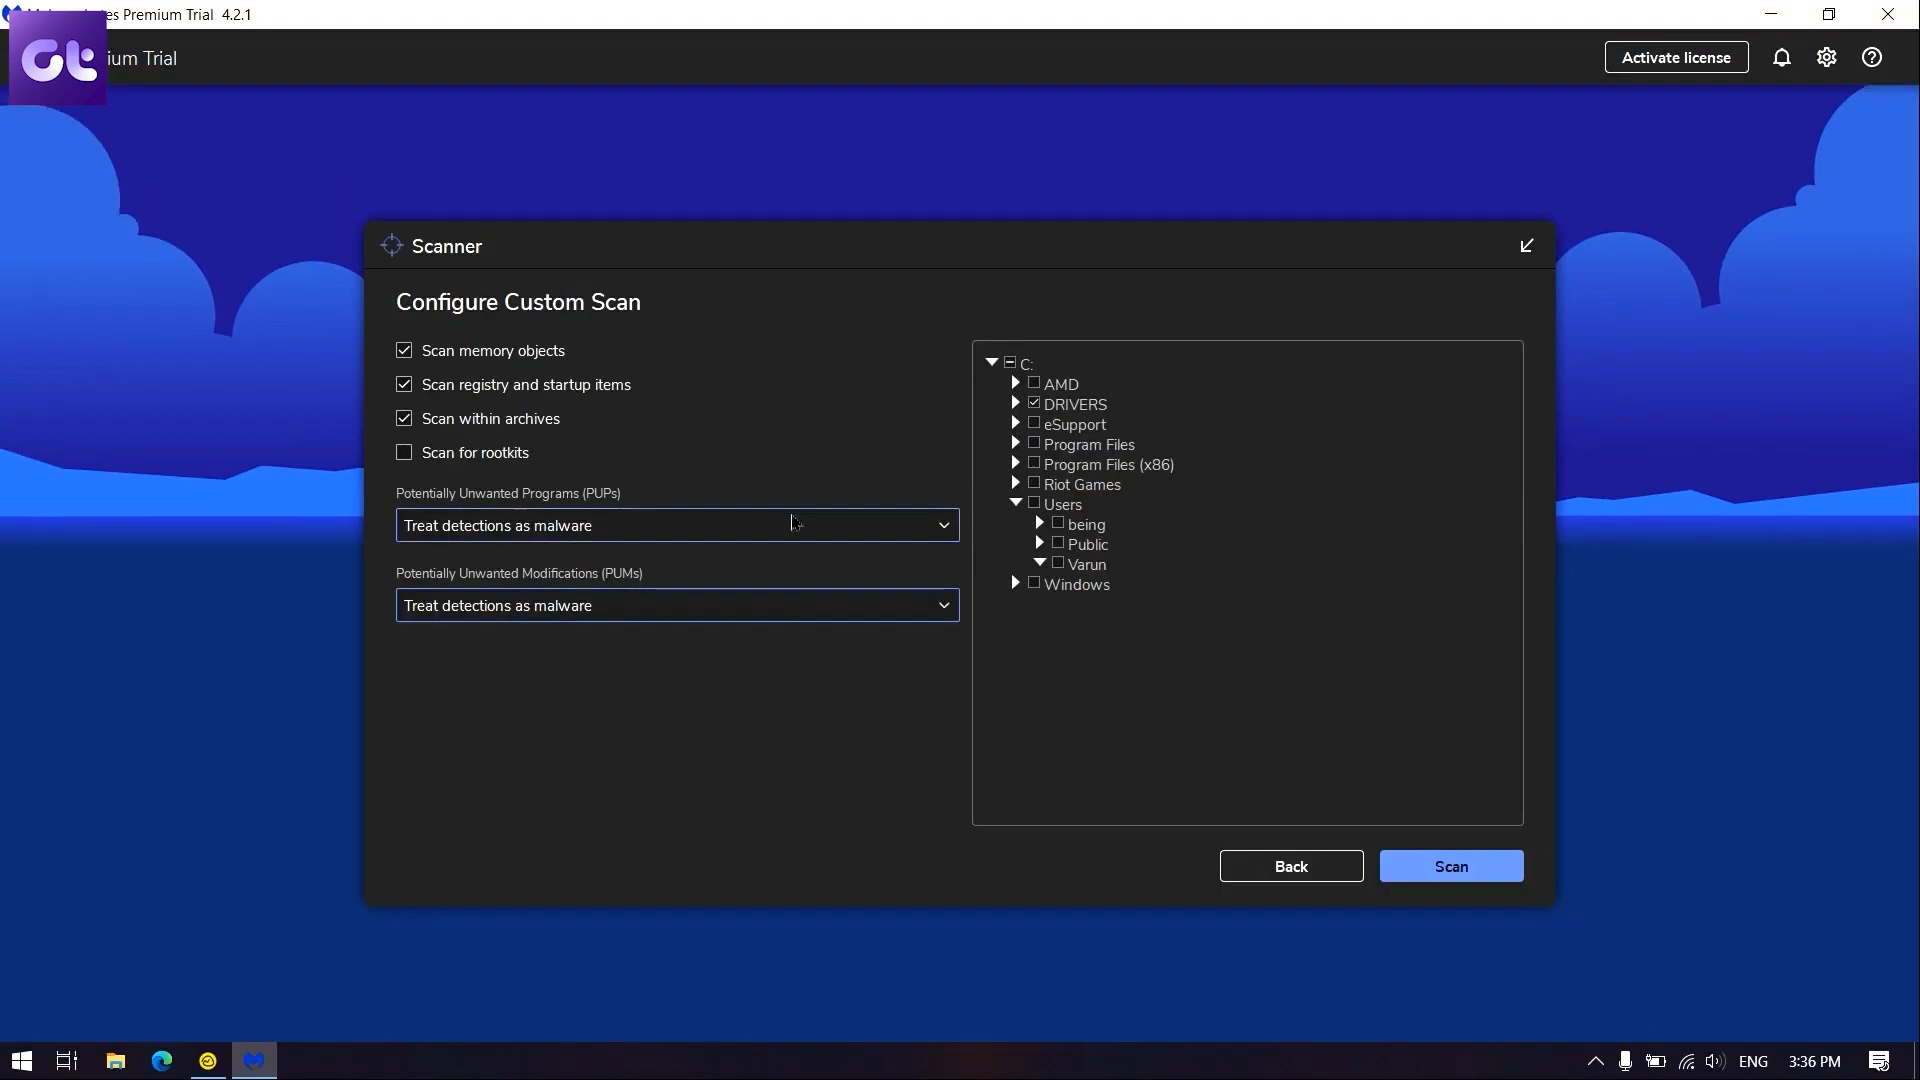 es Premium Trial 4.2.1
ium Trial
Activate license
Scanner
Configure Custom Scan
Scan memory objects
Scan registry and startup items
Scan within archives
Scan for rootkits
Potentially Unwanted Programs (PUPs)
Treat detections as malware
Potentially Unwanted Modifications (PUMs)
Treat detections as malware
C:
AMD
DRIVERS
eSupport
Program Files
Program Files (x86)
Riot Games
Users
being
Public
Varun
Windows
Back
Scan
ENG
3:36 PM